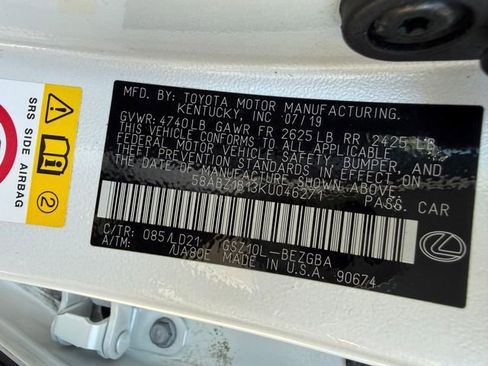 SRS SIDE AIRBAG
2
MFD. BY: TOYOTA MOTOR MANUFACTURING.
KENTUCKY, INC 07/19
GVWR: 4740LB GAWR FR 2625LB RR 2425LB
THIS VEHICLE CONFORMS TO ALL APPLICABLE
FEDERAL MOTOR VEHICLE SAFETY, BUMPER, AND
THEFT PREVENTION STANDARDS IN EFFECT ON THE DATE
OF MANUFACTURE SHOWN ABOVE.
PASS. CAR
C/TR: 085/LD21 GSZ10L-BEZGBA
A/TM: /UA80E MADE IN U.S.A. 90674